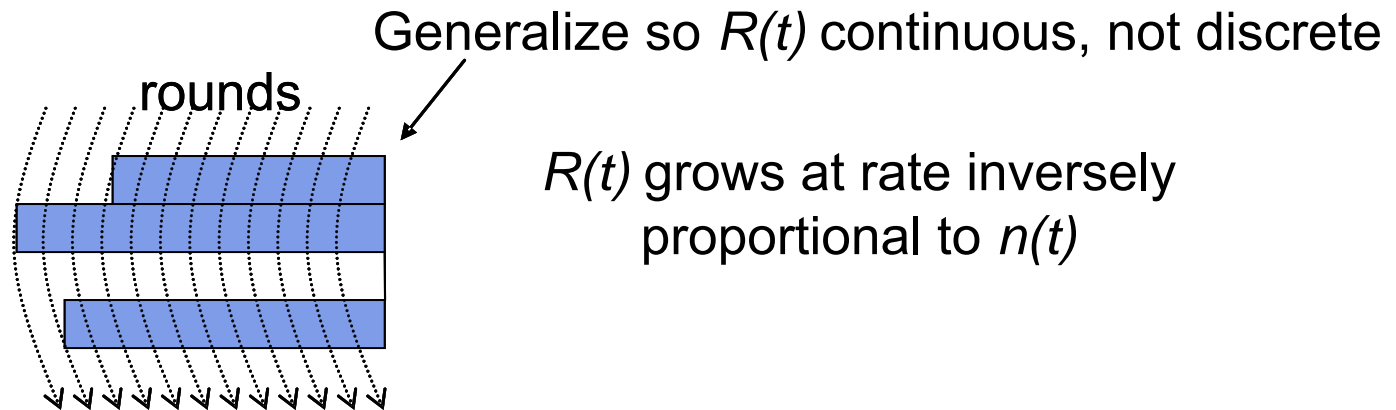 Generalize so R(t) continuous, not discrete
rounds
R(t) grows at rate inversely
proportional to n(t)